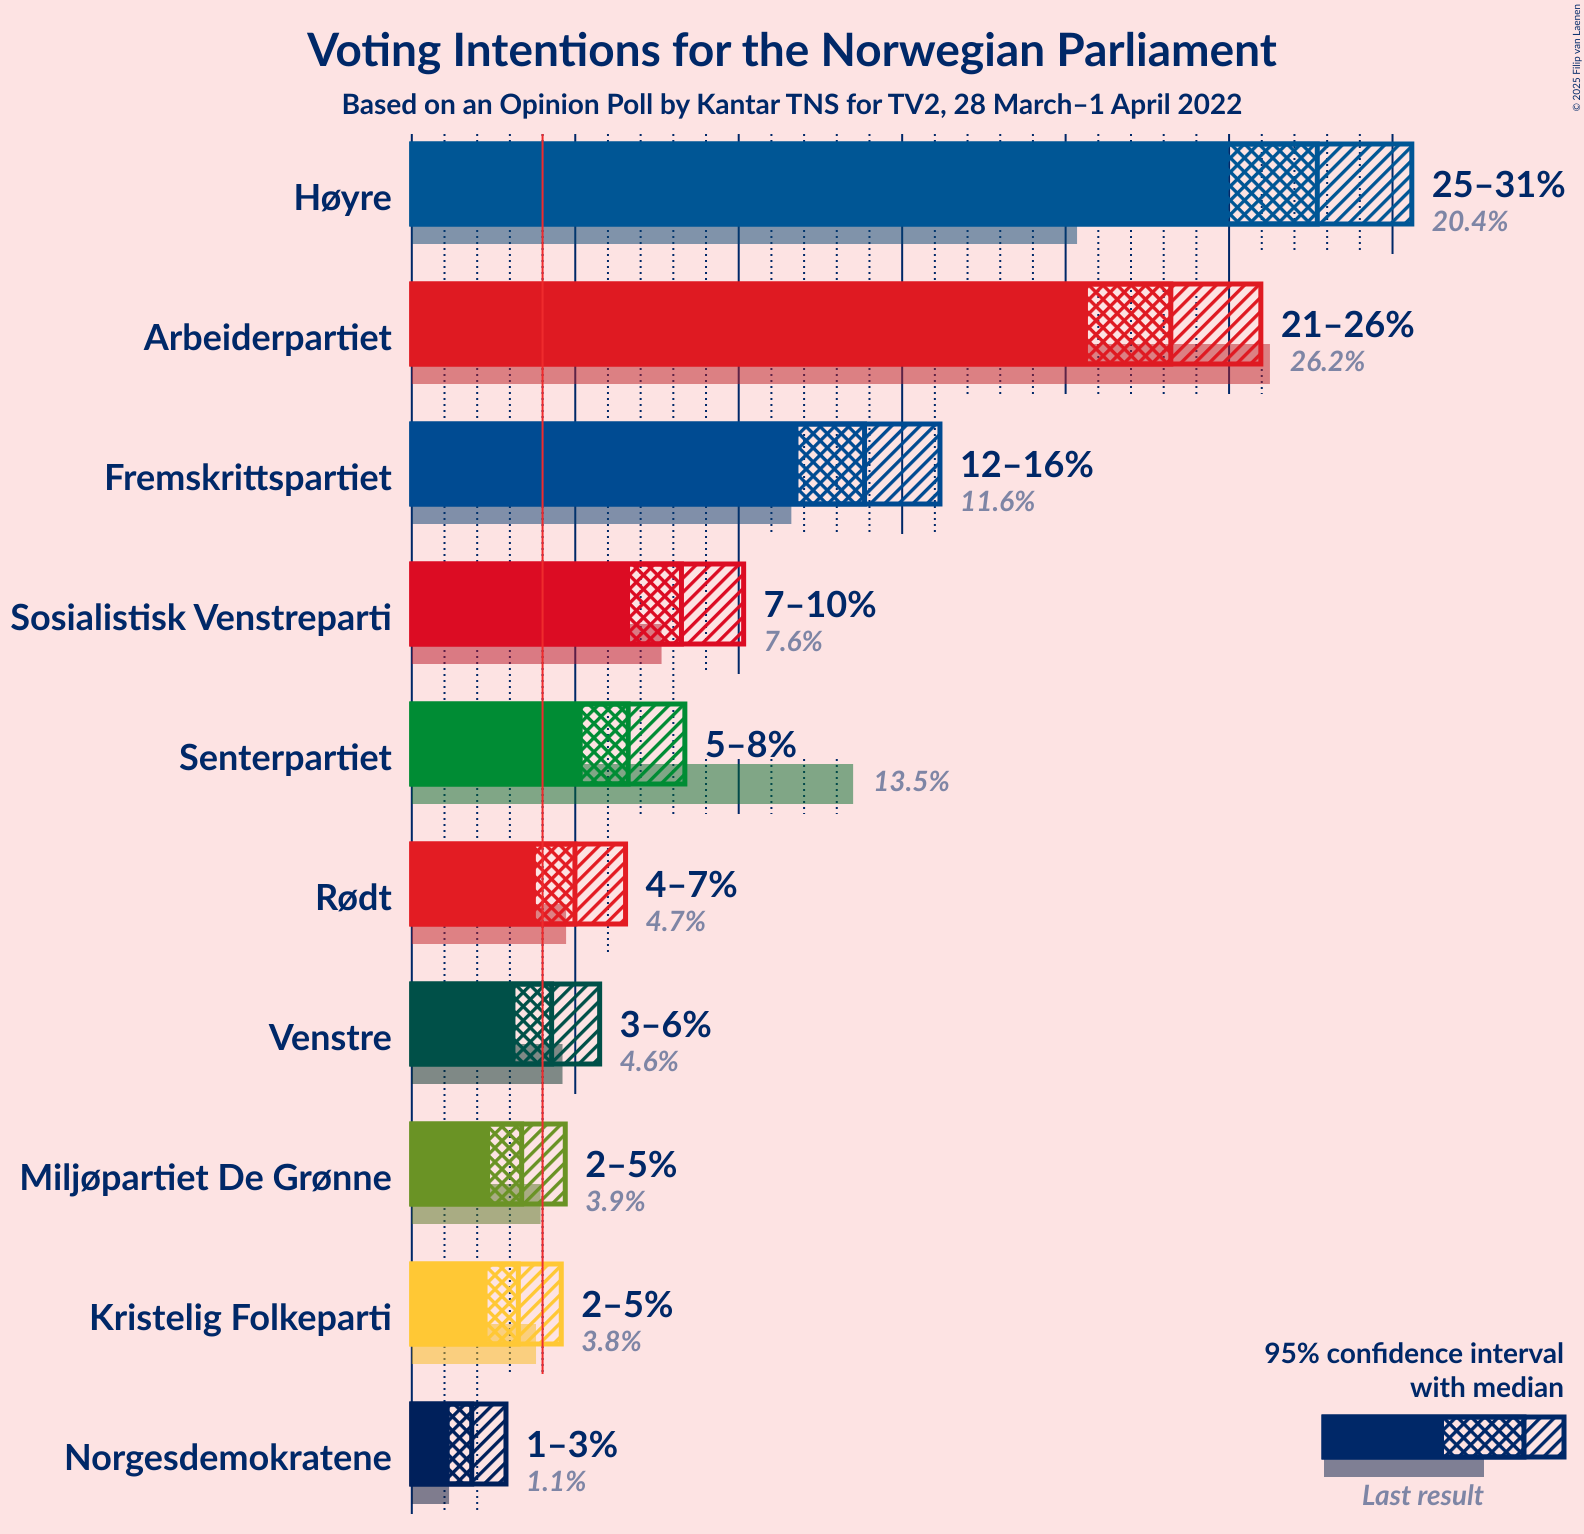 Voting Intentions for the Norwegian Parliament
Based on an Opinion Poll by Kantar TNS for TV2, 28 March–1 April 2022
© 2025 Filip van Laenen
Høyre
25–31%
20.4%
Arbeiderpartiet
21–26%
26.2%
Fremskrittspartiet
12–16%
11.6%
Sosialistisk Venstreparti
7–10%
7.6%
Senterpartiet
5–8%
13.5%
Rødt
4–7%
4.7%
Venstre
3–6%
4.6%
Miljøpartiet De Grønne
2–5%
3.9%
Kristelig Folkeparti
2–5%
3.8%
Norgesdemokratene
1–3%
1.1%
95% confidence interval
with median
Last result